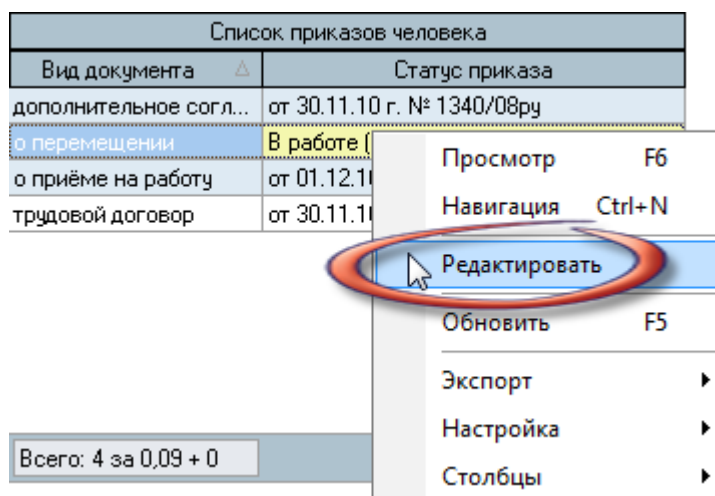 Список приказов человека
Вид документа Статус приказа
дополнительное согл... от 30.11.10 г. № 1340/08ру
о перемещении В работе (
о приёме на работу от 01.12.1
трудовой договор от 30.11.1
Просмотр F6
Навигация Ctrl+N
Редактировать
Обновить F5
Экспорт
Настройка
Столбцы
Всего: 4 за 0,09 + 0